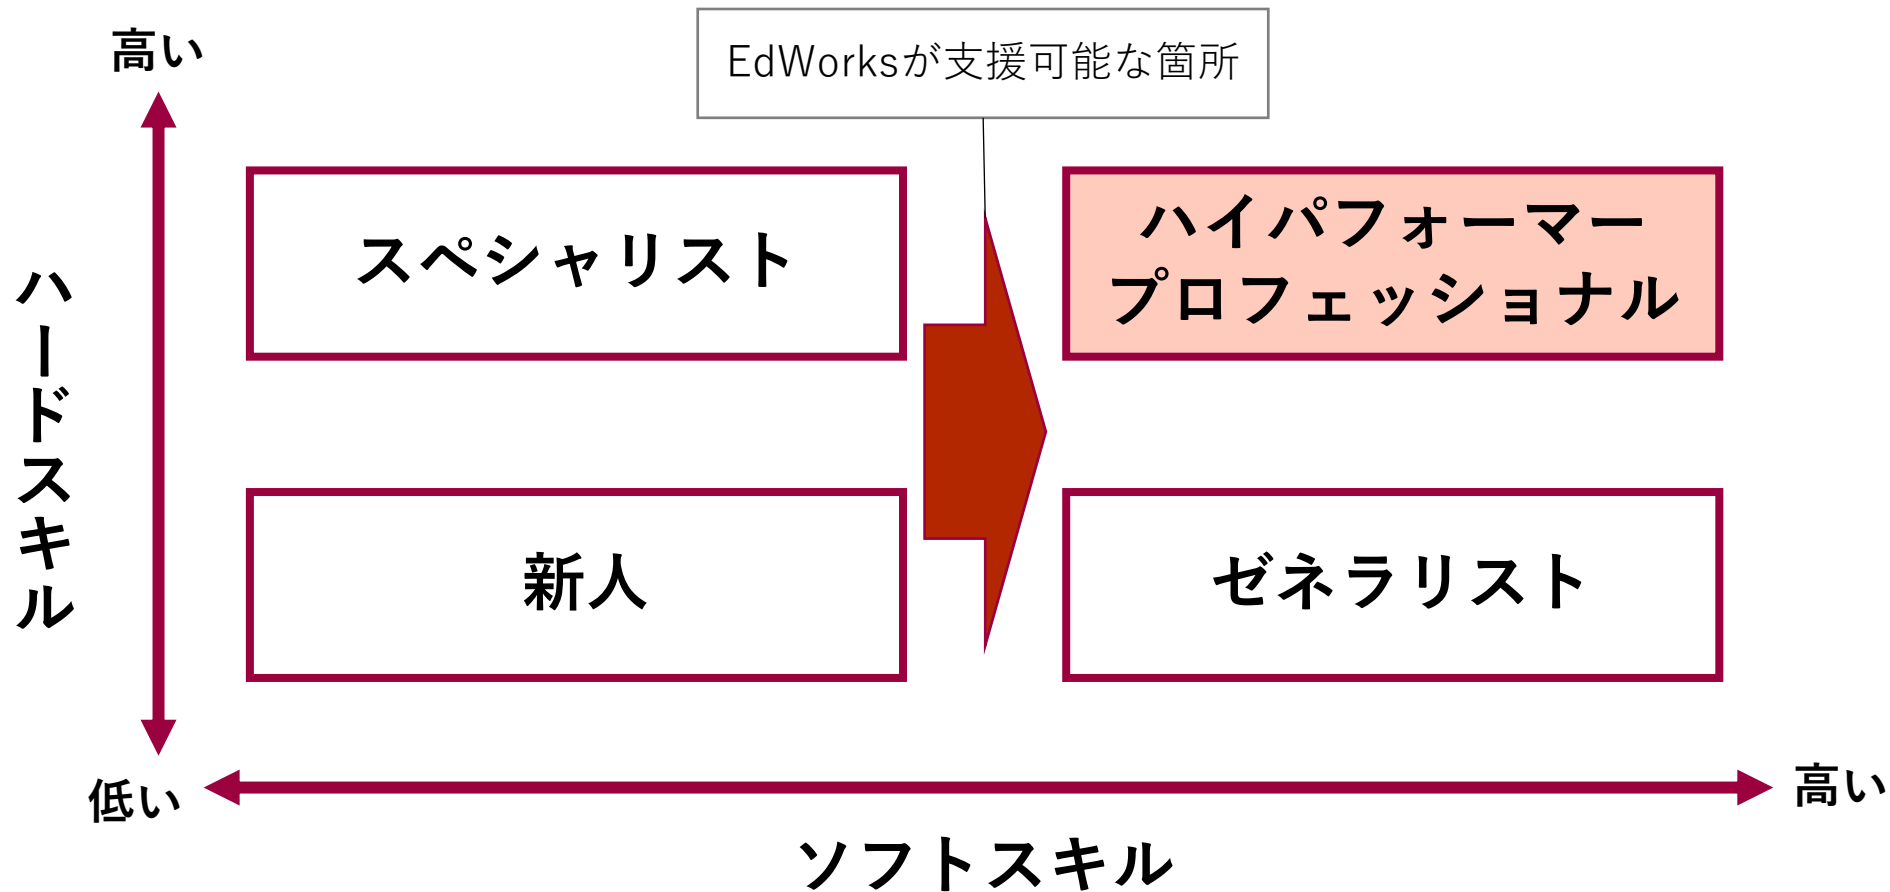 高い
EdWorksが支援可能な箇所
スペシャリスト
ハイパフォーマー
プロフェッショナル
ハードスキル
新人
ゼネラリスト
低い
高い
ソフトスキル